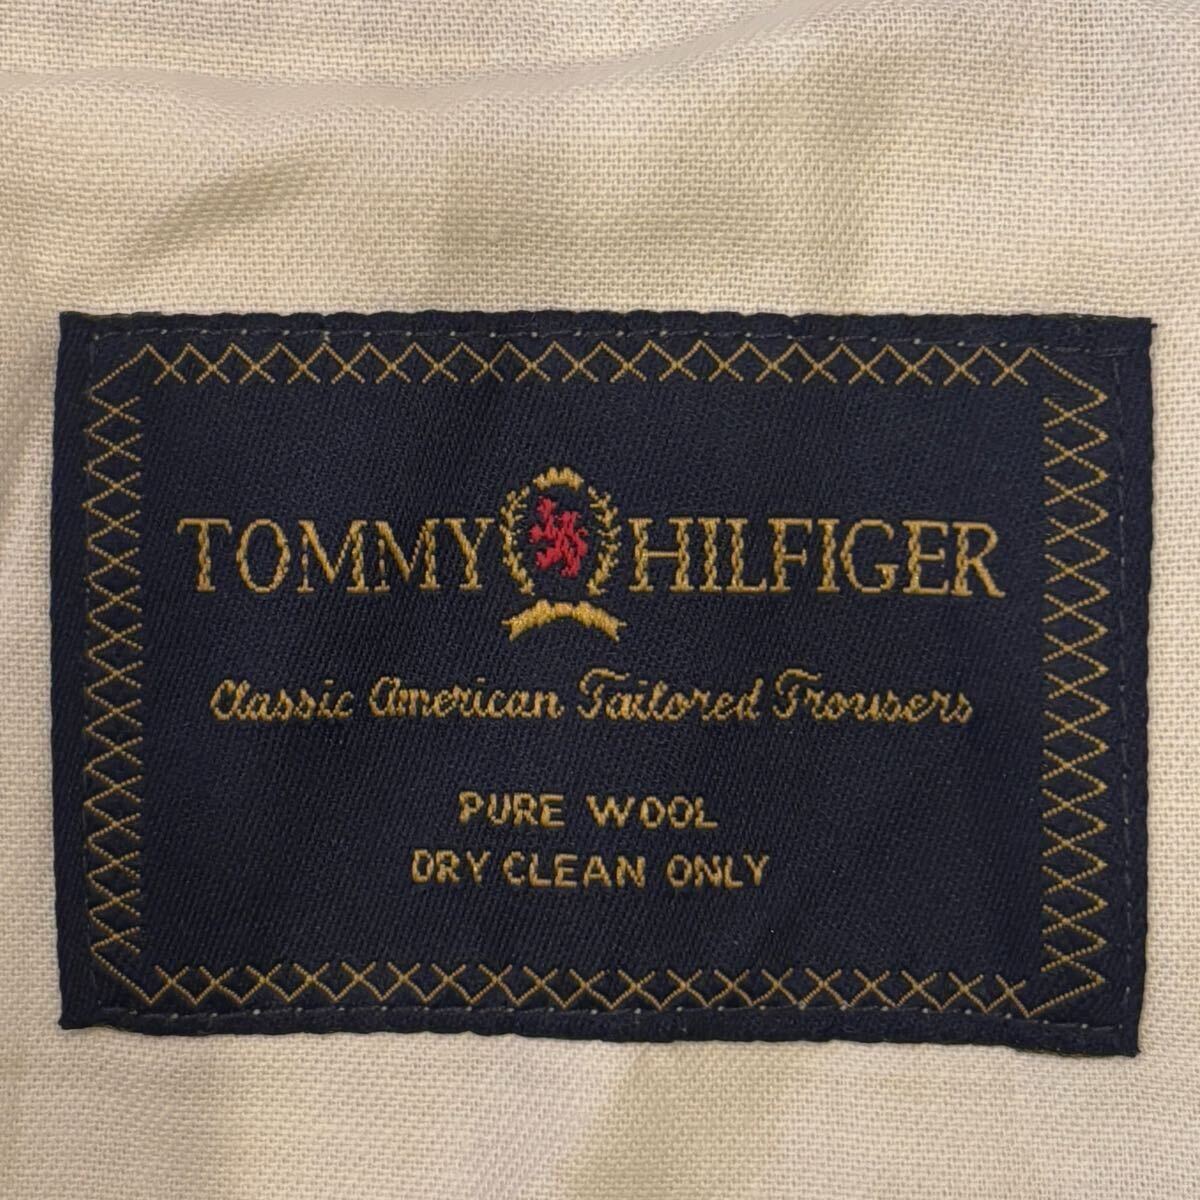 TOMMY HILFIGER
Classic American Tailored Trousers
PURE WOOL
DRY CLEAN ONLY